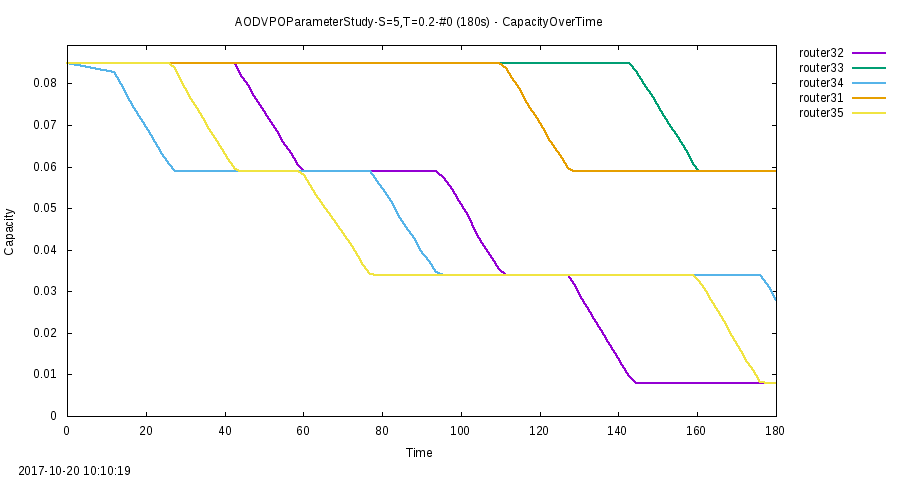 AODVPOParameterStudy-S=5,T=0.2-#0 (180s) - CapacityOverTime
router32
router33
router34
router31
router35
0.08
0.07
0.06
0.05
0.04
0.03
0.02
0.01
0
Capacity
0 20 40 60 80 100 120 140 160 180
Time
2017-10-20 10:10:19